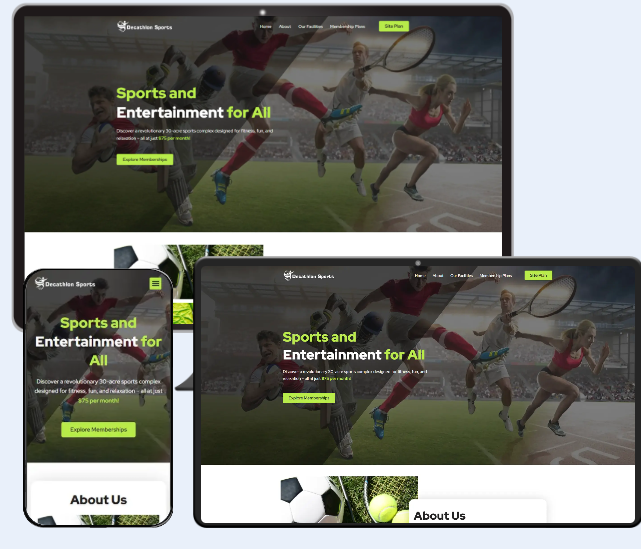 Decathlon Sports
Home About Our Facilities Membership Plans Site Plan
Sports and
Entertainment for All
Discover a revolutionary 30-acre sports complex designed for fitness, fun, and
relaxation – all at just $75 per month!
Explore Memberships
Decathlon Sports
Sports and
Entertainment for
All
Discover a revolutionary 30-acre sports complex
designed for fitness, fun, and relaxation – all at just
$75 per month!
Explore Memberships
About Us
Decathlon Sports
Home About Our Facilities Membership Plans Site Plan
Sports and
Entertainment for All
Discover a revolutionary 30-acre sports complex designed for fitness, fun, and
relaxation – all at just $75 per month!
Explore Memberships
About Us